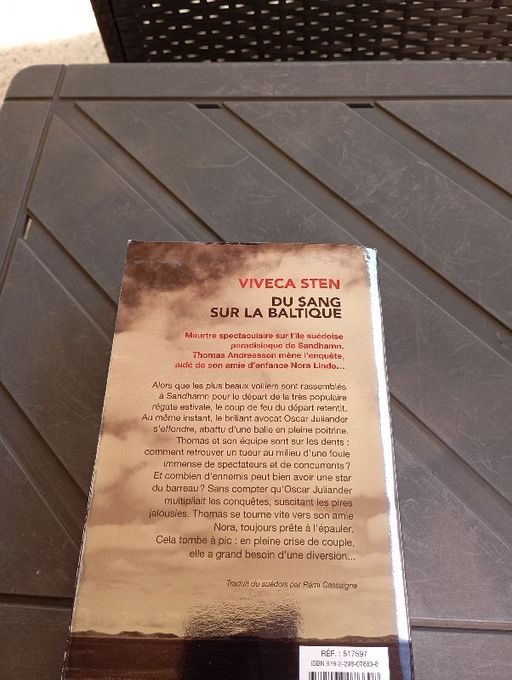 VIVECA STEN
DU SANG
SUR LA BALTIQUE
Meurtre spectaculaire sur l'île suédoise
paradisiaque de Sandhamn.
Thomas Andreasson mène l'enquête,
aidé de son amie d'enfance Nora Linde...
Alors que les plus beaux voiliers sont rassemblés
à Sandhamn pour le départ de la très populaire
régate estivale, le coup de feu du départ retentit.
Au même instant, le brillant avocat Oscar Juliander
s'effondre, abattu d'une balle en pleine poitrine.
Thomas et son équipe sont sur les dents :
comment retrouver un tueur au milieu d'une foule
immense de spectateurs et de concurrents ?
Et combien d'ennemis peut bien avoir une star
du barreau ? Sans compter qu'Oscar Juliander
multipliait les conquêtes, suscitant les pires
jalousies. Thomas se tourne vite vers son amie
Nora, toujours prête à l'épauler.
Cela tombe à pic : en pleine crise de couple,
elle a grand besoin d'une diversion...
Traduit du suédois par Rémi Cassaigne
RÉF. : 517597